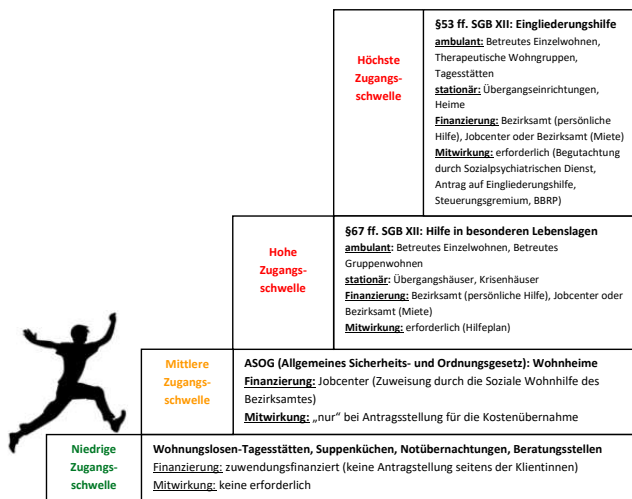 Höchste
Zugangs-
schwelle
§53 ff. SGB XII: Eingliederungshilfe
ambulant: Betreutes Einzelwohnen,
Therapeutische Wohngruppen,
Tagesstätten
stationär: Übergangseinrichtungen,
Heime
Finanzierung: Bezirksamt (persönliche
Hilfe), Jobcenter oder Bezirksamt (Miete)
Mitwirkung: erforderlich (Begutachtung
durch Sozialpsychiatrischen Dienst,
Antrag auf Eingliederungshilfe,
Steuerungsgremium, BBRP)
Hohe
Zugangs-
schwelle
§67 ff. SGB XII: Hilfe in besonderen Lebenslagen
ambulant: Betreutes Einzelwohnen, Betreutes
Gruppenwohnen
stationär: Übergangshäuser, Krisenhäuser
Finanzierung: Bezirksamt (persönliche Hilfe), Jobcenter oder
Bezirksamt (Miete)
Mitwirkung: erforderlich (Hilfeplan)
Mittlere
Zugangs-
schwelle
ASOG (Allgemeines Sicherheits- und Ordnungsgesetz): Wohnheime
Finanzierung: Jobcenter (Zuweisung durch die Soziale Wohnhilfe des
Bezirksamtes)
Mitwirkung: „nur“ bei Antragsstellung für die Kostenübernahme
Niedrige
Zugangs-
schwelle
Wohnungslosen-Tagesstätten, Suppenküchen, Notübernachtungen, Beratungsstellen
Finanzierung: zuwendungsfinanziert (keine Antragstellung seitens der Klientinnen)
Mitwirkung: keine erforderlich